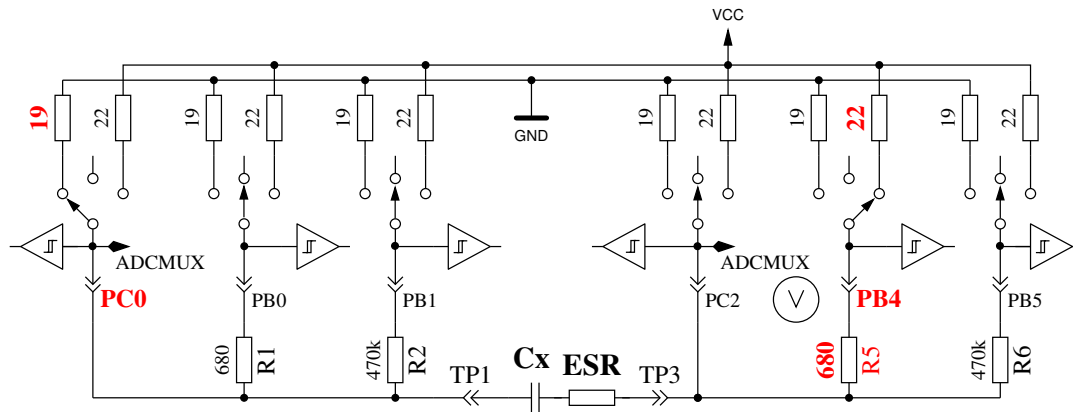 VCC
19
22
19
22
19
22
GND
19
22
19
22
19
22
ADCMUX
ADCMUX
PC0
PB0
PB1
PC2
V
PB4
PB5
680
R1
470k
R2
TP1
Cx
ESR
TP3
680
R5
470k
R6